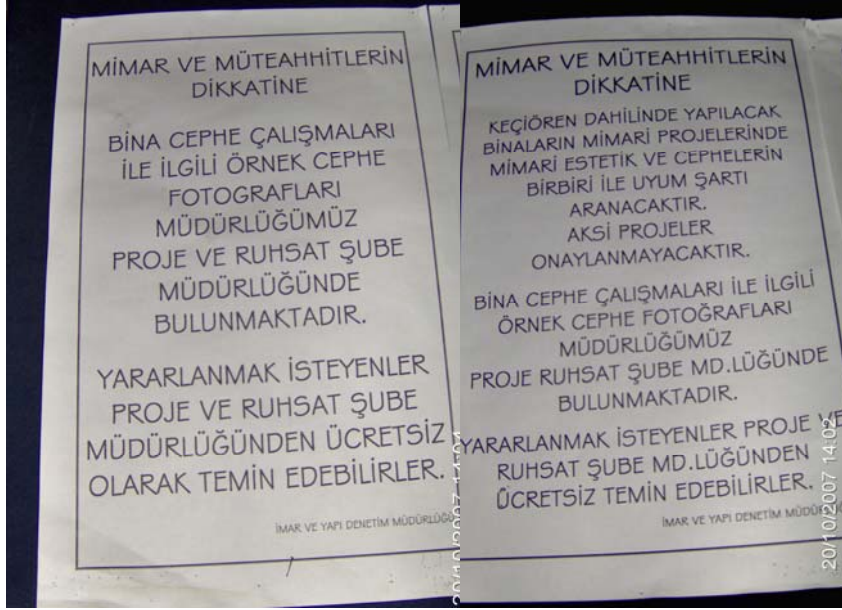 MİMAR VE MÜTEAHHİTLERİN
DİKKATİNE
BİNA CEPHE ÇALIŞMALARI
İLE İLGİLİ ÖRNEK CEPHE
FOTOGRAFLARI
MÜDÜRLÜĞÜMÜZ
PROJE VE RUHSAT ŞUBE
MÜDÜRLÜĞÜNDE
BULUNMAKTADIR.
YARARLANMAK İSTEYENLER
PROJE VE RUHSAT ŞUBE
MÜDÜRLÜĞÜNDEN ÜCRETSİZ
OLARAK TEMİN EDEBİLİRLER.
İMAR VE YAPI DENETİM MÜDÜRLÜĞÜ
MİMAR VE MÜTEAHHİTLERİN
DİKKATİNE
KEÇİÖREN DAHİLİNDE YAPILACAK
BİNALARIN MİMARİ PROJELERİNDE
MİMARİ ESTETİK VE CEPHELERİN
BİRBİRİ İLE UYUM ŞARTI
ARANACAKTIR.
AKSİ PROJELER
ONAYLANMAYACAKTIR.
BİNA CEPHE ÇALIŞMALARI İLE İLGİLİ
ÖRNEK CEPHE FOTOĞRAFLARI
MÜDÜRLÜĞÜMÜZ
PROJE RUHSAT ŞUBE MD.LÜĞÜNDE
BULUNMAKTADIR.
YARARLANMAK İSTEYENLER PROJE VE
RUHSAT ŞUBE MD.LÜĞÜNDEN
ÜCRETSİZ TEMİN EDEBİLİRLER.
İMAR VE YAPI DENETİM
20/10/2007 14:02